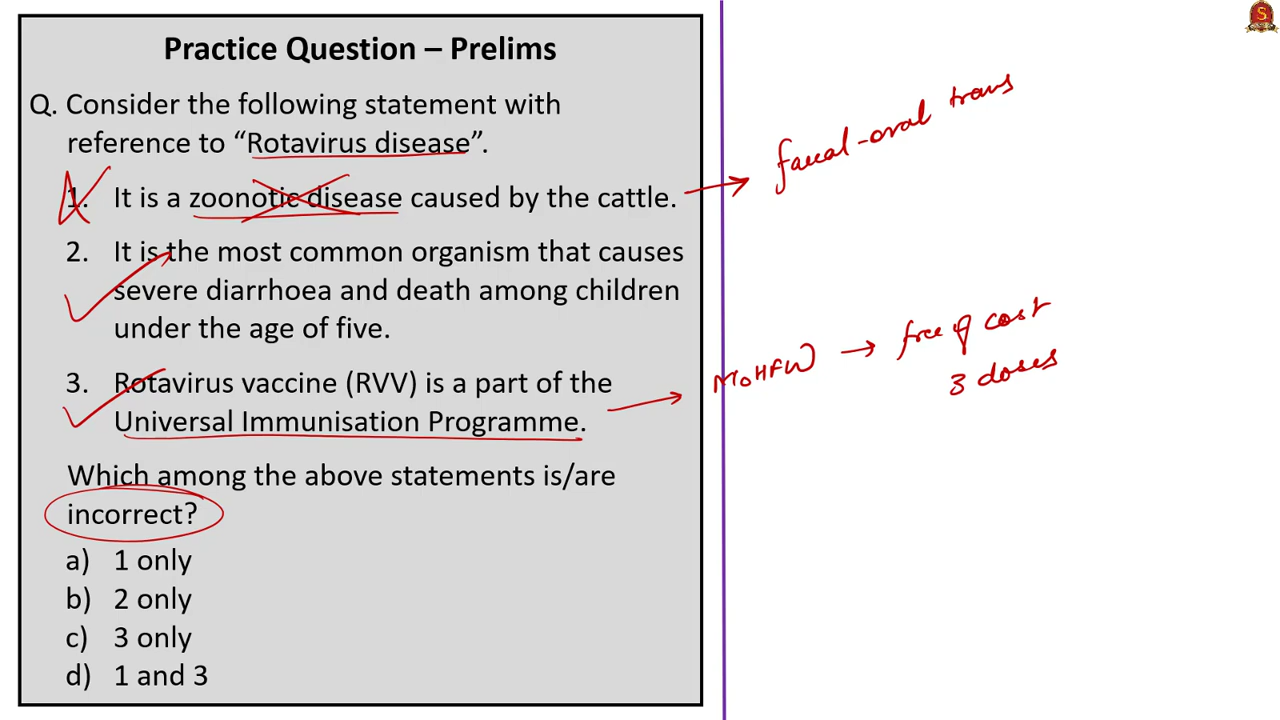 Practice Question – Prelims
Q. Consider the following statement with
reference to “Rotavirus disease”.
1. It is a zoonotic disease caused by the cattle.
2. It is the most common organism that causes
severe diarrhoea and death among children
under the age of five.
3. Rotavirus vaccine (RVV) is a part of the
Universal Immunisation Programme.
Which among the above statements is/are
incorrect?
a) 1 only
b) 2 only
c) 3 only
d) 1 and 3
faecal-oral trans
MoHFW → free of cost
3 doses
S